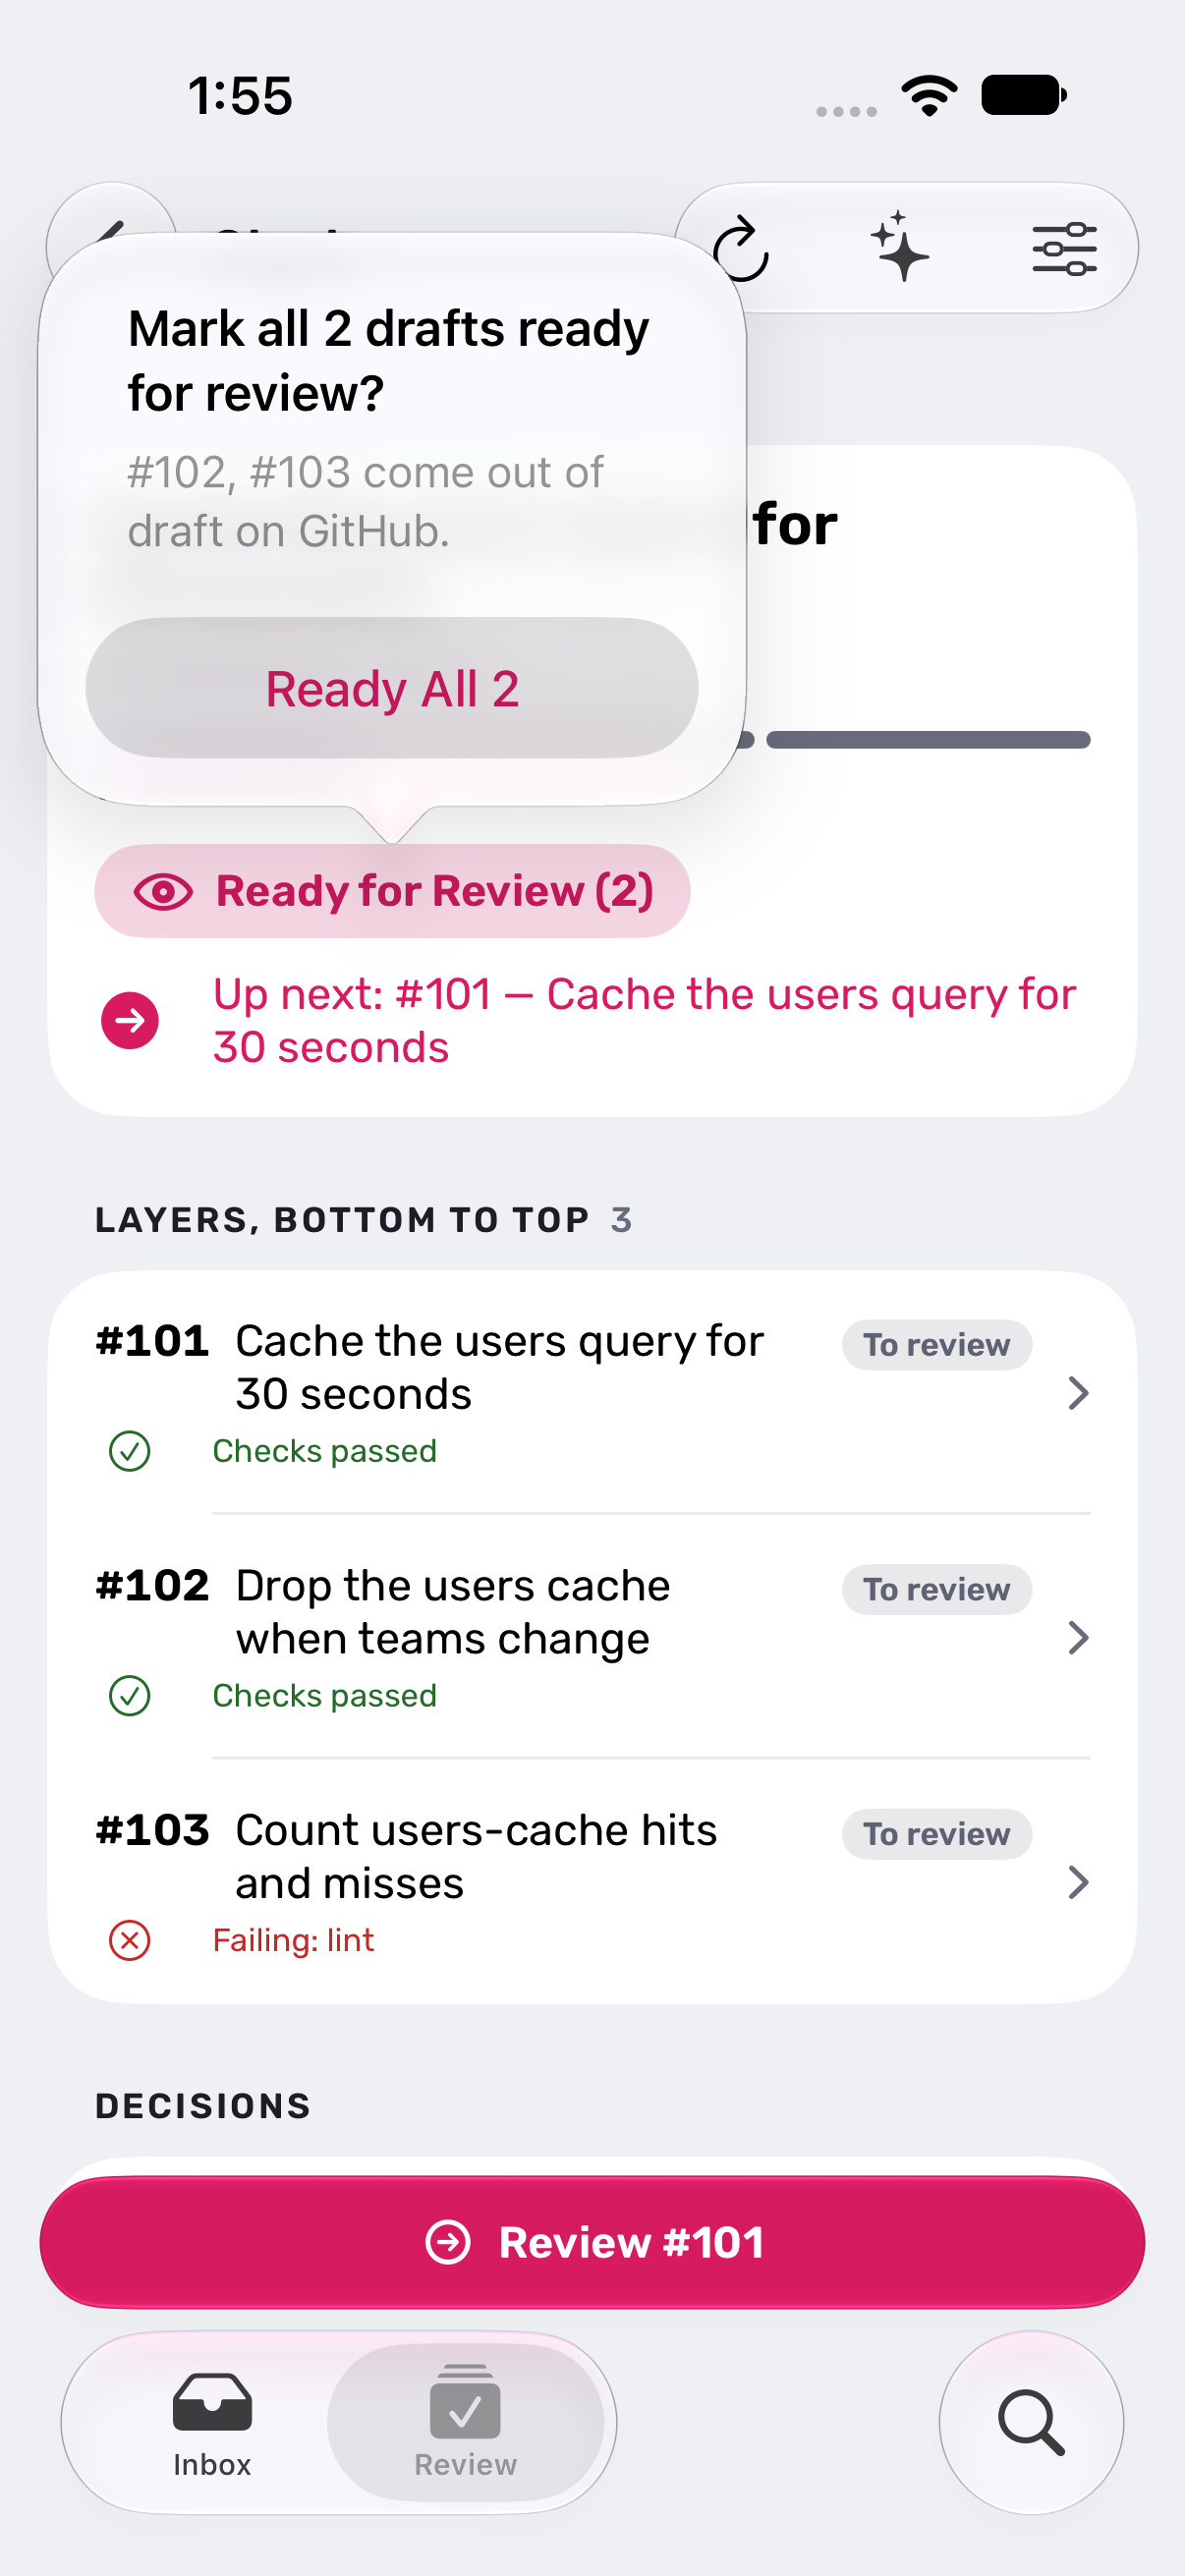 1:55
Mark all 2 drafts ready
for review?
#102, #103 come out of
draft on GitHub.
for
Ready All 2
Ready for Review (2)
Up next: #101 — Cache the users query for
30 seconds
LAYERS, BOTTOM TO TOP 3
#101 Cache the users query for
30 seconds
To review
Checks passed
#102 Drop the users cache
when teams change
To review
Checks passed
#103 Count users-cache hits
and misses
To review
Failing: lint
DECISIONS
Review #101
Inbox
Review